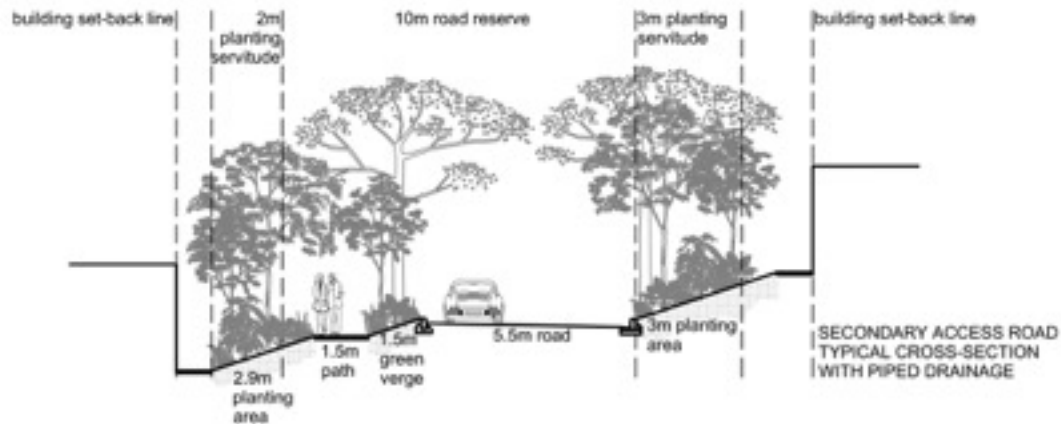 building set-back line
2m
planting
servitude
10m road reserve
3m planting
servitude
building set-back line
2.9m
planting
area
1.5m
path
1.5m
green
verge
5.5m road
3m planting
area
SECONDARY ACCESS ROAD
TYPICAL CROSS-SECTION
WITH PIPED DRAINAGE